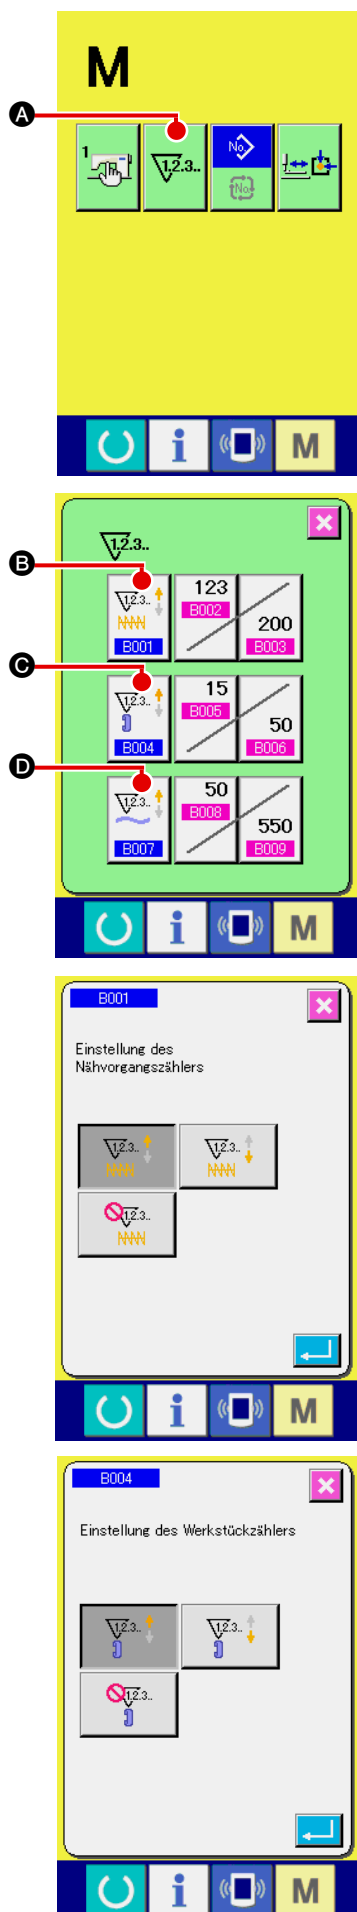 M
A
1
1.2.3..
No.
No.
M
1.2.3..
B
1.2.3..
123
B002
200
B001
B003
C
1.2.3..
15
B005
50
B004
B006
D
1.2.3..
50
B008
550
B007
B009
M
B001
Einstellung des
Nähvorgangszählers
1.2.3.. 1.2.3..
1.2.3..
M
B004
Einstellung des Werkstückzählers
1.2.3.. 1.2.3..
1.2.3..
M